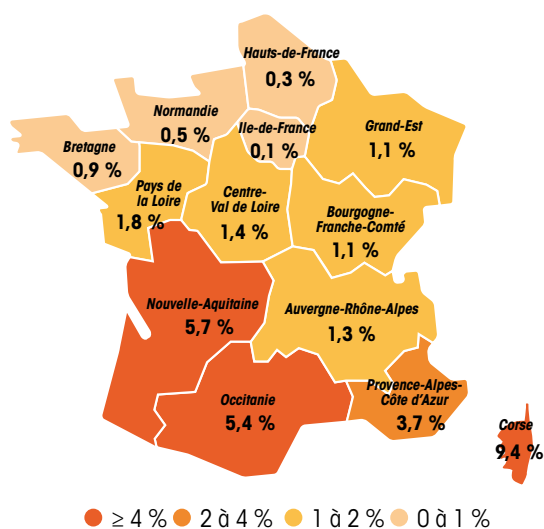 Hauts-de-France
0,3 %
Normandie
0,5 %
Ile-de-France
0,1 %
Grand-Est
1,1 %
Bretagne
0,9 %
Pays de
la Loire
1,8 %
Centre-
Val de Loire
1,4 %
Bourgogne-
Franche-Comté
1,1 %
Nouvelle-Aquitaine
5,7 %
Auvergne-Rhône-Alpes
1,3 %
Occitanie
5,4 %
Provence-Alpes-
Côte d'Azur
3,7 %
Corse
9,4 %
≥ 4 % 2 à 4 % 1 à 2 % 0 à 1 %